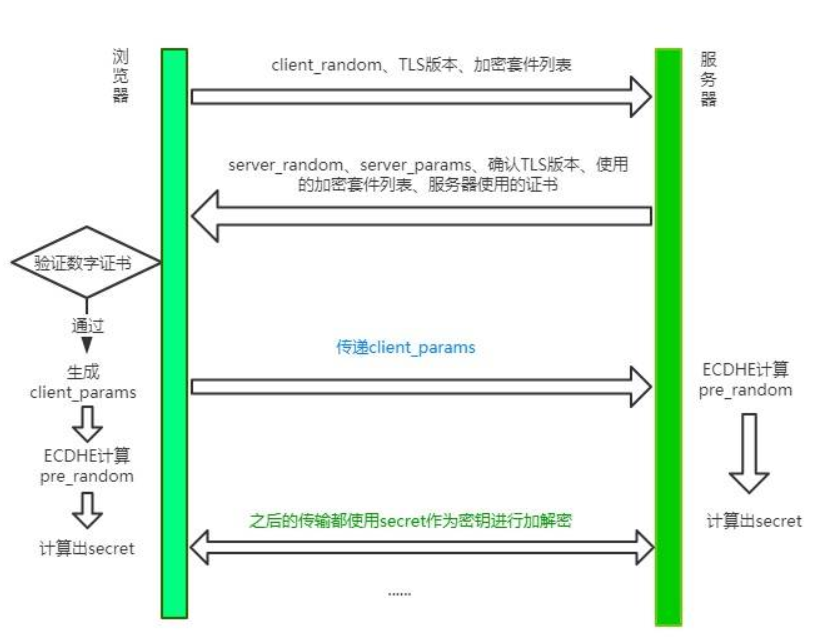 浏览器
服务器
client_random、TLS版本、加密套件列表
server_random、server_params、确认TLS版本、使用
的加密套件列表、服务器使用的证书
验证数字证书
通过
传递client_params
生成
client_params
ECDHE计算
pre_random
ECDHE计算
pre_random
之后的传输都使用secret作为密钥进行加解密
计算出secret
计算出secret
......